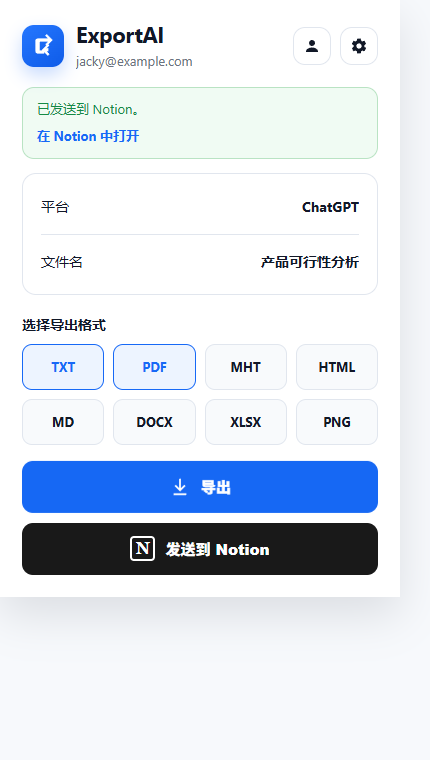 ExportAI
jacky@example.com
已发送到 Notion。
在 Notion 中打开
平台 ChatGPT
文件名 产品可行性分析
选择导出格式
TXT PDF MHT HTML
MD DOCX XLSX PNG
导出
N 发送到 Notion